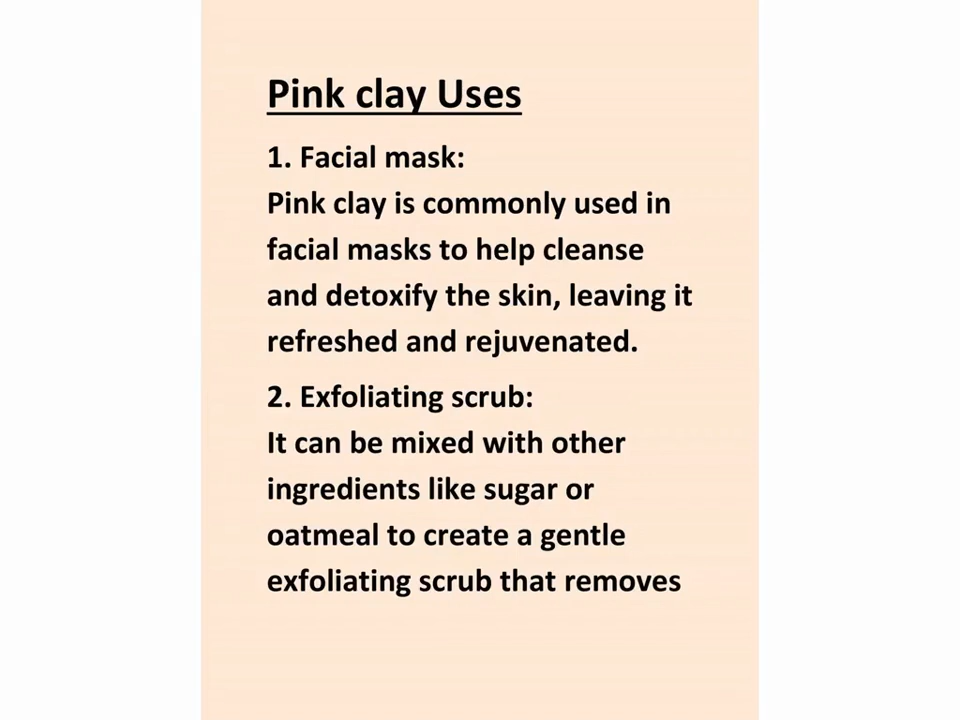 Pink clay Uses
1. Facial mask:
Pink clay is commonly used in
facial masks to help cleanse
and detoxify the skin, leaving it
refreshed and rejuvenated.
2. Exfoliating scrub:
It can be mixed with other
ingredients like sugar or
oatmeal to create a gentle
exfoliating scrub that removes